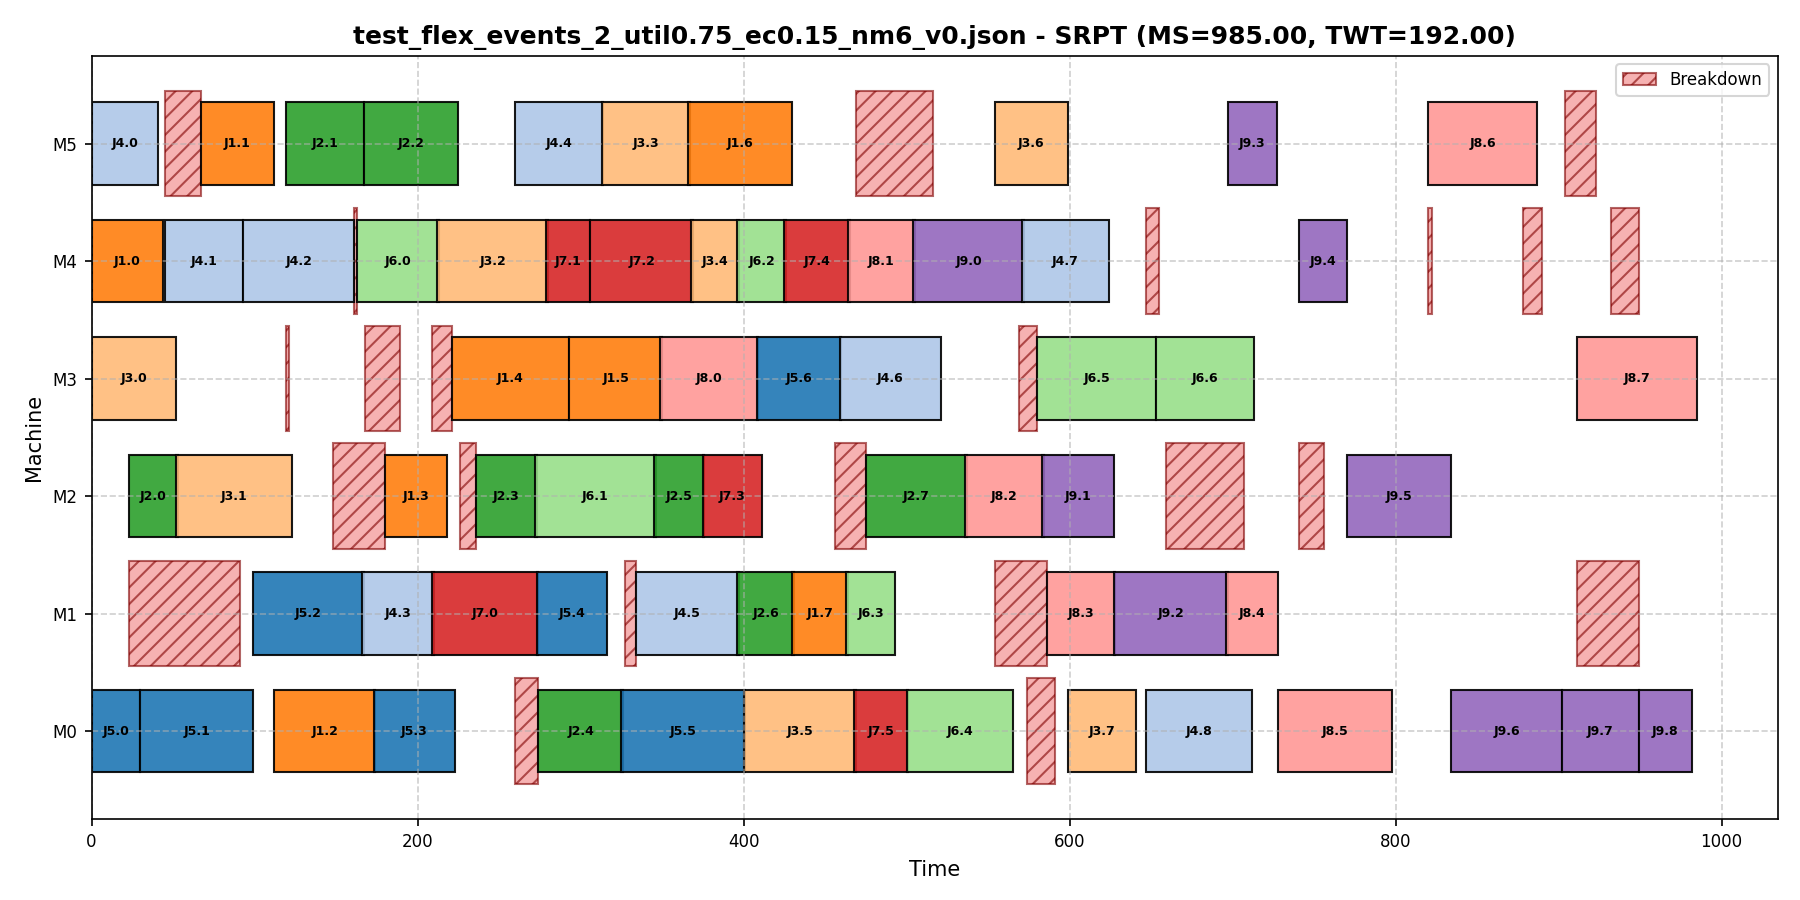 test_flex_events_2_util0.75_ec0.15_nm6_v0.json - SRPT (MS=985.00, TWT=192.00)
Breakdown
M5
J4.0 J1.1 J2.1 J2.2 J4.4 J3.3 J1.6 J3.6 J9.3 J8.6
M4
J1.0 J4.1 J4.2 J6.0 J3.2 J7.1 J7.2 J3.4 J6.2 J7.4 J8.1 J9.0 J4.7 J9.4
M3
J3.0 J1.4 J1.5 J8.0 J5.6 J4.6 J6.5 J6.6 J8.7
M2
J2.0 J3.1 J1.3 J2.3 J6.1 J2.5 J7.3 J2.7 J8.2 J9.1 J9.5
M1
J5.2 J4.3 J7.0 J5.4 J4.5 J2.6 J1.7 J6.3 J8.3 J9.2 J8.4
M0
J5.0 J5.1 J1.2 J5.3 J2.4 J5.5 J3.5 J7.5 J6.4 J3.7 J4.8 J8.5 J9.6 J9.7 J9.8
Machine
0 200 400 600 800 1000
Time